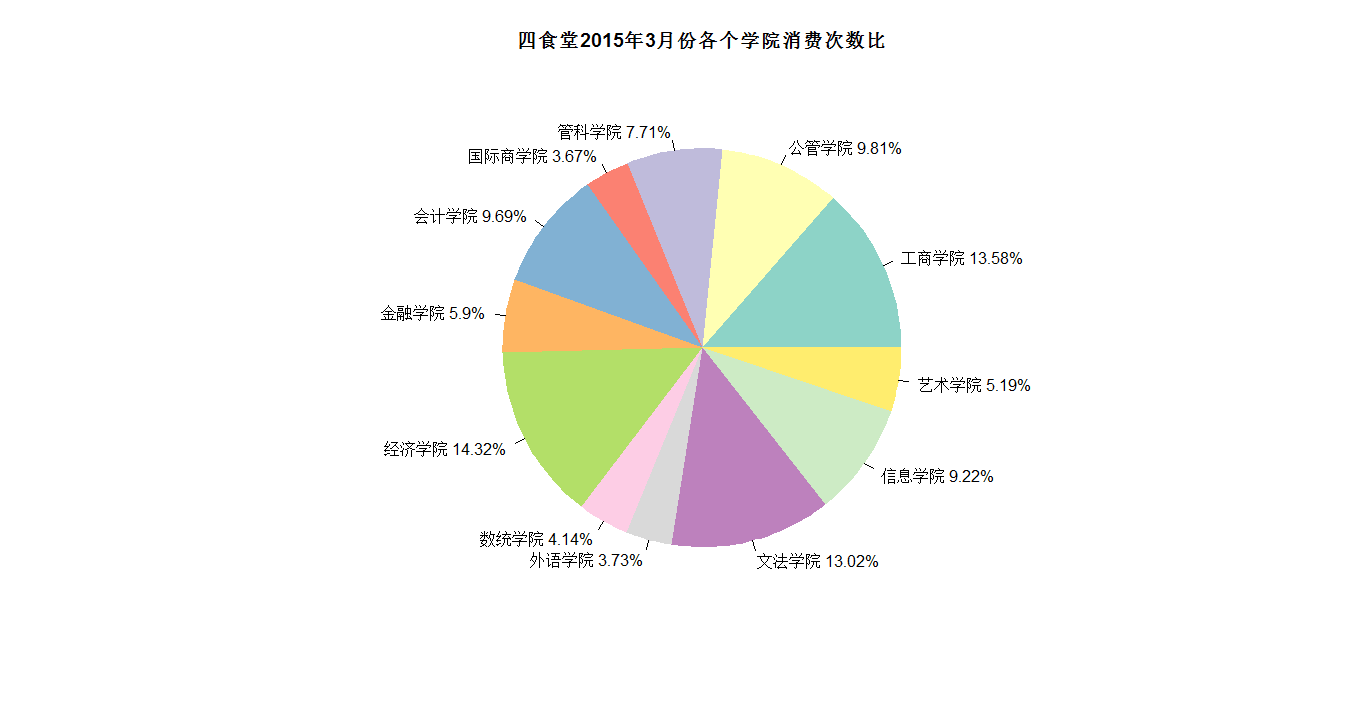 四食堂2015年3月份各个学院消费次数比
管科学院 7.71%
公管学院 9.81%
国际商学院 3.67%
会计学院 9.69%
工商学院 13.58%
金融学院 5.9%
艺术学院 5.19%
经济学院 14.32%
信息学院 9.22%
数统学院 4.14%
外语学院 3.73%
文法学院 13.02%